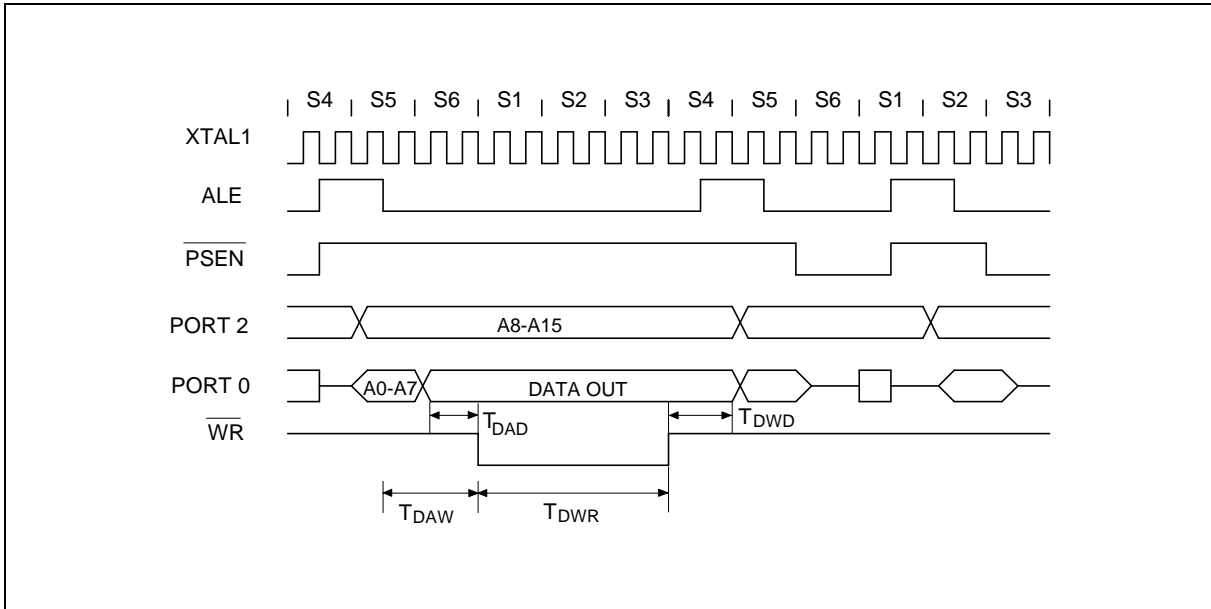 S4 S5 S6 S1 S2 S3 S4 S5 S6 S1 S2 S3
XTAL1
ALE
PSEN
PORT 2 A8-A15
PORT 0 A0-A7 DATA OUT
WR TDAD TDWD
TDAW TDWR